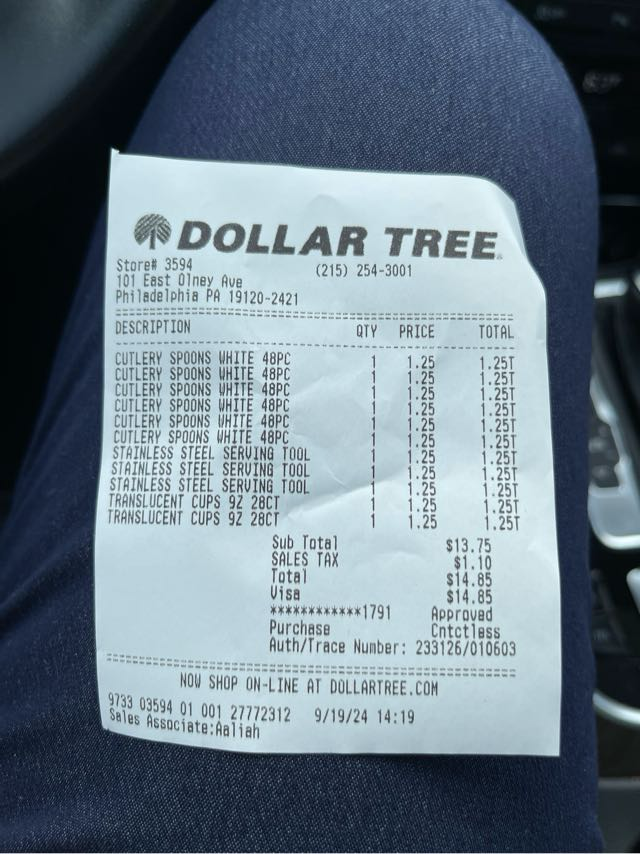 DOLLAR TREE
Store# 3594 (215) 254-3001
101 East Olney Ave
Philadelphia PA 19120-2421
DESCRIPTION QTY PRICE TOTAL
CUTLERY SPOONS WHITE 48PC 1 1.25 1.25T
CUTLERY SPOONS WHITE 48PC 1 1.25 1.25T
CUTLERY SPOONS WHITE 48PC 1 1.25 1.25T
CUTLERY SPOONS WHITE 48PC 1 1.25 1.25T
CUTLERY SPOONS WHITE 48PC 1 1.25 1.25T
CUTLERY SPOONS WHITE 48PC 1 1.25 1.25T
STAINLESS STEEL SERVING TOOL 1 1.25 1.25T
STAINLESS STEEL SERVING TOOL 1 1.25 1.25T
STAINLESS STEEL SERVING TOOL 1 1.25 1.25T
TRANSLUCENT CUPS 9Z 28CT 1 1.25 1.25T
TRANSLUCENT CUPS 9Z 28CT 1 1.25 1.25T
Sub Total $13.75
SALES TAX $1.10
Total $14.85
Visa $14.85
************1791 Approved
Purchase Cntctless
Auth/Trace Number: 233126/010603
NOW SHOP ON-LINE AT DOLLARTREE.COM
9733 03594 01 001 27772312 9/19/24 14:19
Sales Associate:Aaliah